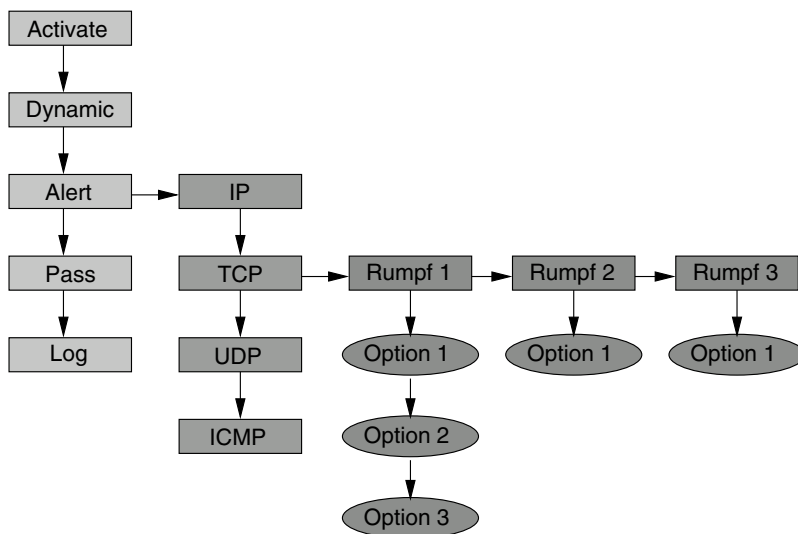 Activate
Dynamic
Alert
IP
Pass
TCP
Rumpf 1
Rumpf 2
Rumpf 3
Log
UDP
Option 1
Option 1
Option 1
ICMP
Option 2
Option 3